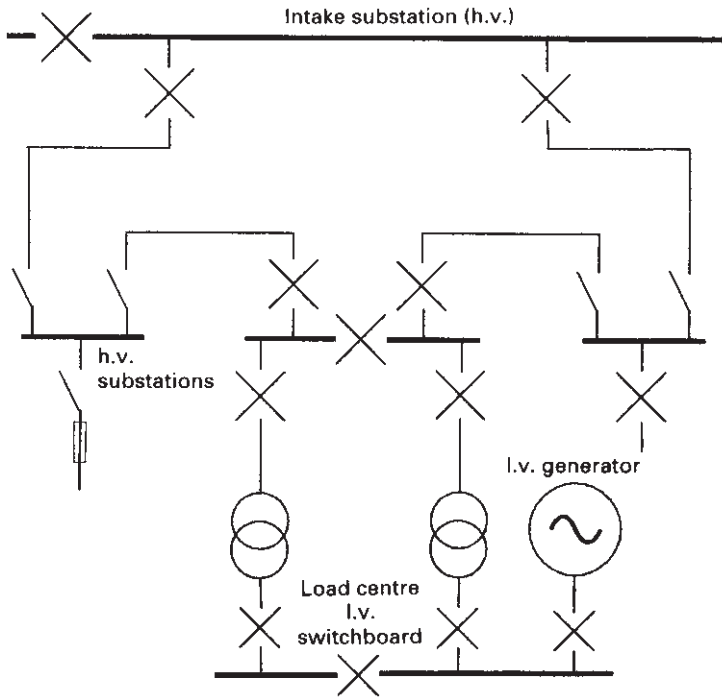 Intake substation (h.v.)
h.v.
substations
l.v. generator
Load centre
l.v.
switchboard